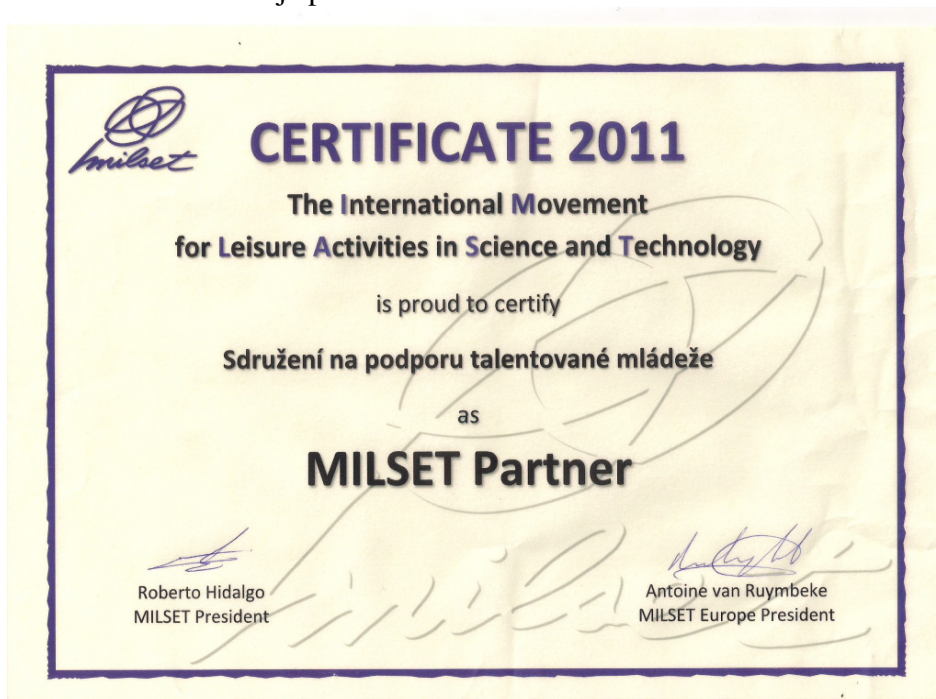 milset
CERTIFICATE 2011
The International Movement
for Leisure Activities in Science and Technology
is proud to certify
Sdružení na podporu talentované mládeže
as
MILSET Partner
Roberto Hidalgo
MILSET President
Antoine van Ruymbeke
MILSET Europe President
milset